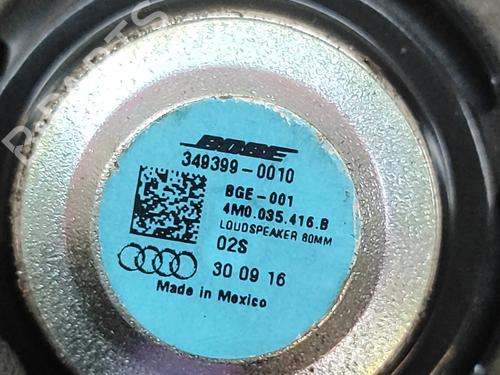 BOSE
349399-0010
BGE-001
4M0.035.416.B
LOUDSPEAKER 80MM
02S
30 09 16
Made in Mexico